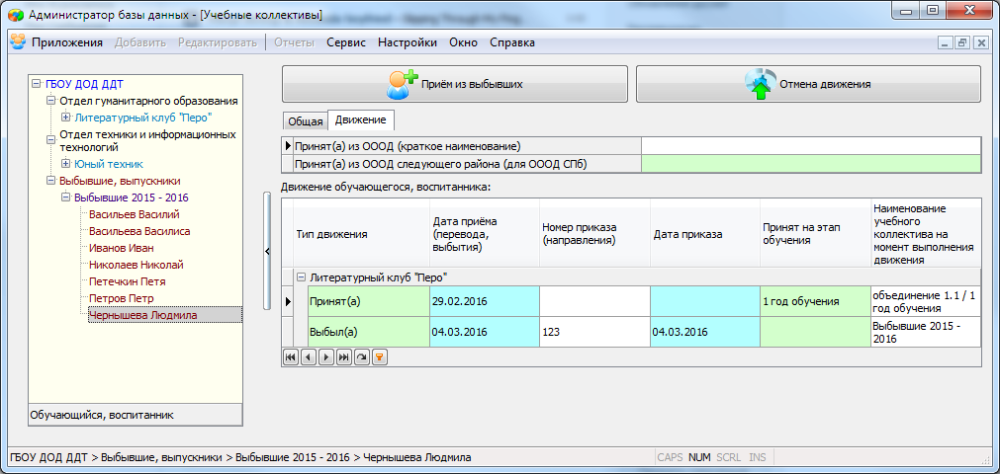 Администратор базы данных - [Учебные коллективы]
Приложения Добавить Редактировать Отчеты Сервис Настройки Окно Справка
ГБОУ ДОД ДДТ
Отдел гуманитарного образования
Литературный клуб "Перо"
Отдел техники и информационных
технологий
Юный техник
Выбывшие, выпускники
Выбывшие 2015 - 2016
Васильев Василий
Васильева Василиса
Иванов Иван
Николаев Николай
Петечкин Петя
Петров Петр
Чернышева Людмила
Обучающийся, воспитанник
Приём из выбывших
Отмена движения
Общая Движение
Принят(а) из ОООД (краткое наименование)
Принят(а) из ОООД следующего района (для ОООД СПб)
Движение обучающегося, воспитанника:
Тип движения
Дата приёма
(перевода,
выбытия)
Номер приказа
(направления)
Дата приказа
Принят на этап
обучения
Наименование
учебного
коллектива на
момент выполнения
движения
Литературный клуб "Перо"
Принят(а) 29.02.2016 1 год обучения объединение 1.1 / 1
год обучения
Выбыл(а) 04.03.2016 123 04.03.2016 Выбывшие 2015 -
2016
ГБОУ ДОД ДДТ > Выбывшие, выпускники > Выбывшие 2015 - 2016 > Чернышева Людмила
CAPS NUM SCRL INS